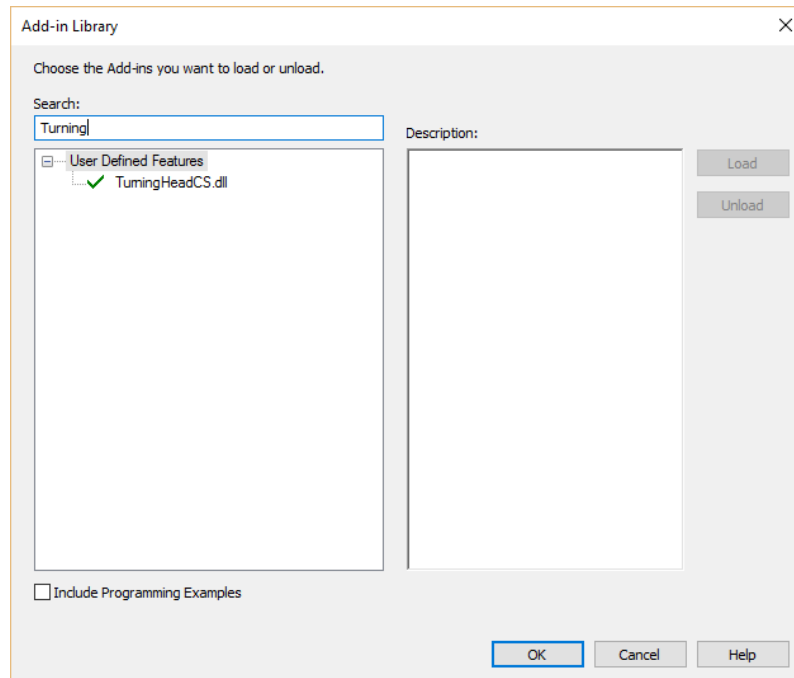 Add-in Library
Choose the Add-ins you want to load or unload.
Search:
Turning
Description:
User Defined Features
TurningHeadCS.dll
Load
Unload
Include Programming Examples
OK
Cancel
Help